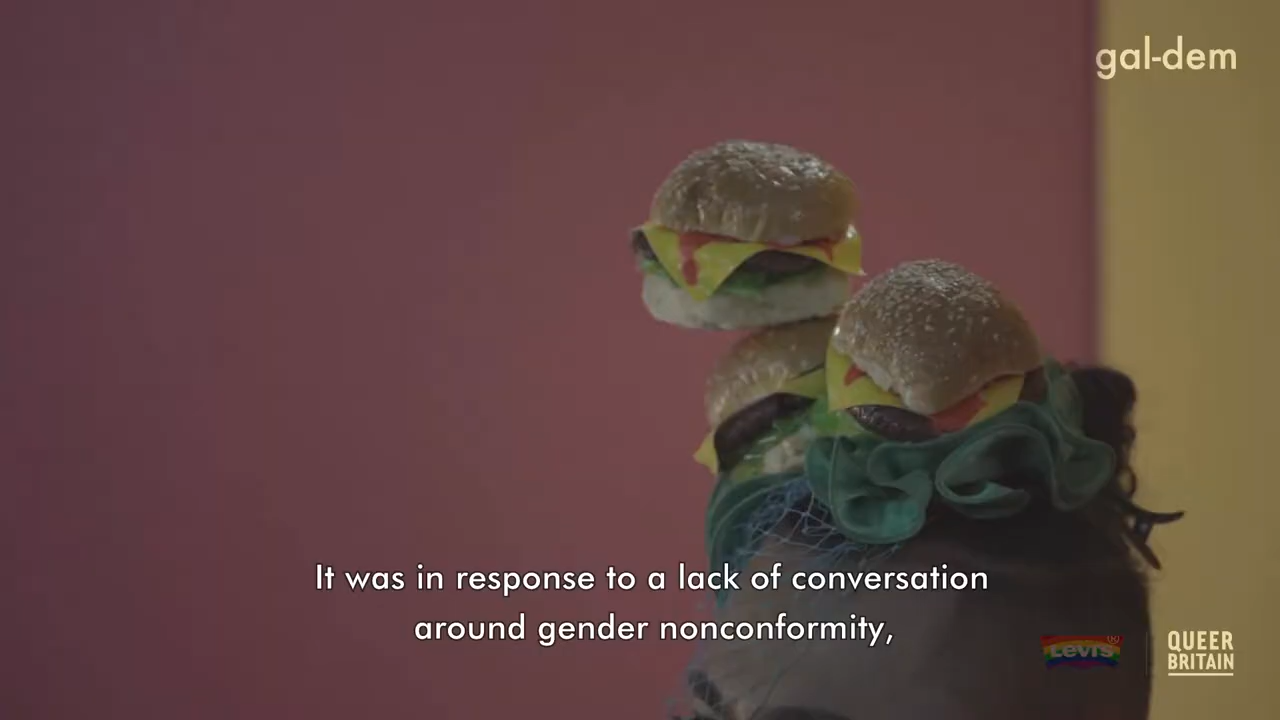 gal-dem
It was in response to a lack of conversation
around gender nonconformity,
Levi's
QUEER
BRITAIN